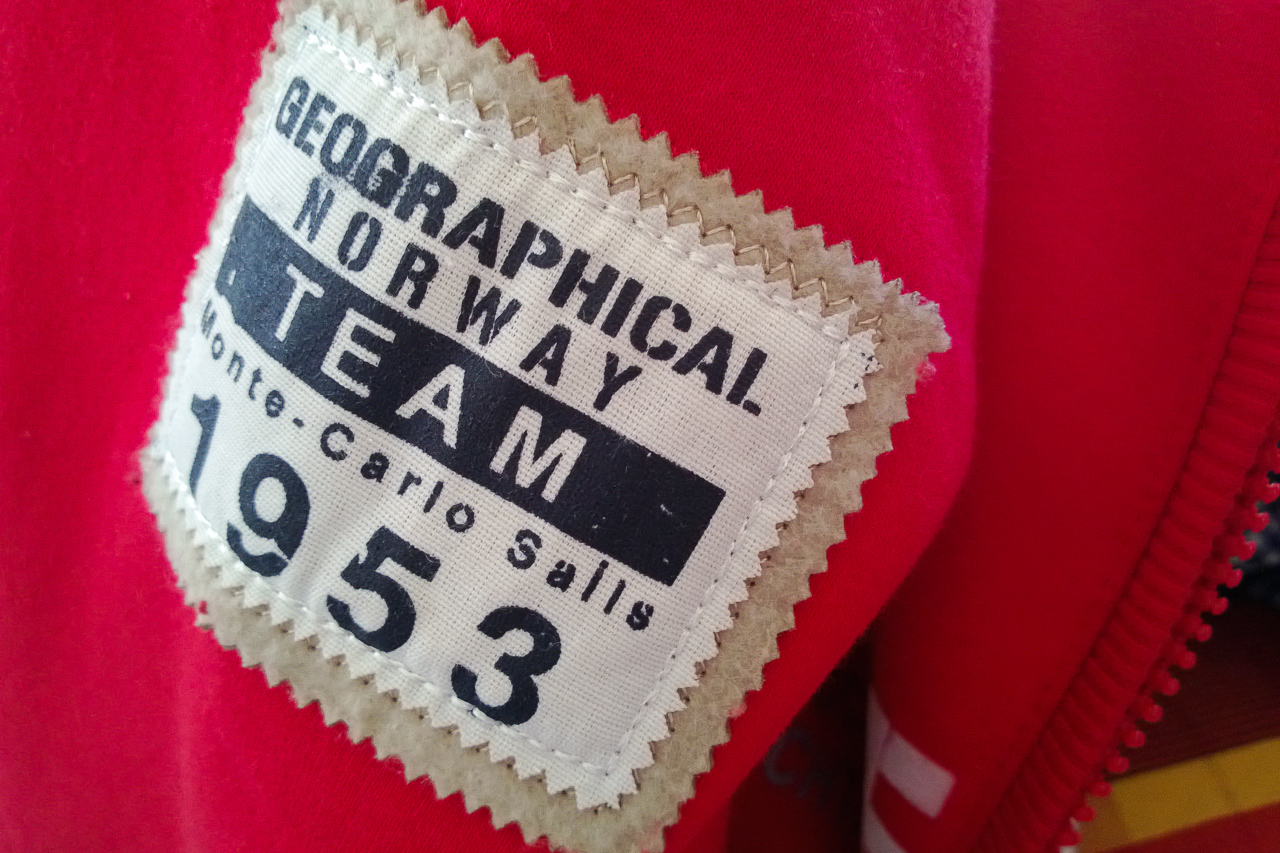 GEOGRAPHICAL
NORWAY
TEAM
Monte-Carlo Sails
1953